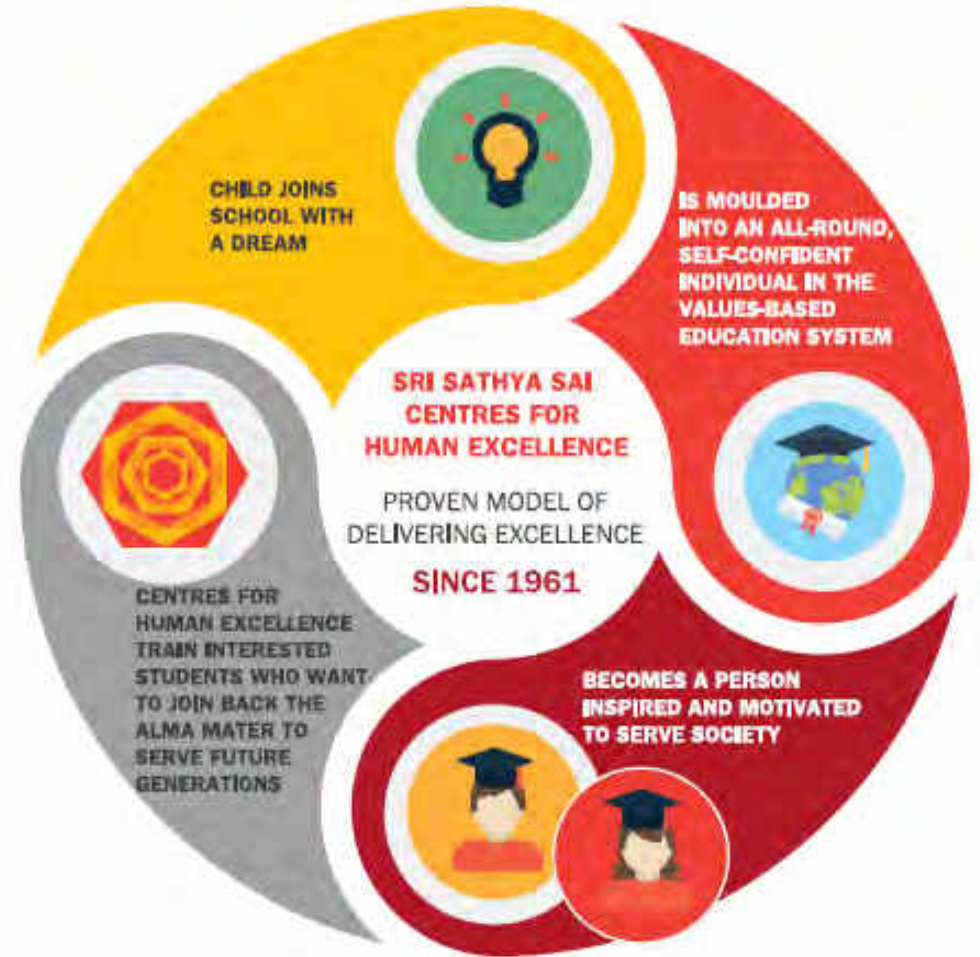 CHILD JOINS
SCHOOL WITH
A DREAM
IS MOULDED
INTO AN ALL-ROUND,
SELF-CONFIDENT
INDIVIDUAL IN THE
VALUES-BASED
EDUCATION SYSTEM
SRI SATHYA SAI
CENTRES FOR
HUMAN EXCELLENCE
PROVEN MODEL OF
DELIVERING EXCELLENCE
SINCE 1961
BECOMES A PERSON
INSPIRED AND MOTIVATED
TO SERVE SOCIETY
CENTRES FOR
HUMAN EXCELLENCE
TRAIN INTERESTED
STUDENTS WHO WANT
TO JOIN BACK THE
ALMA MATER TO
SERVE FUTURE
GENERATIONS